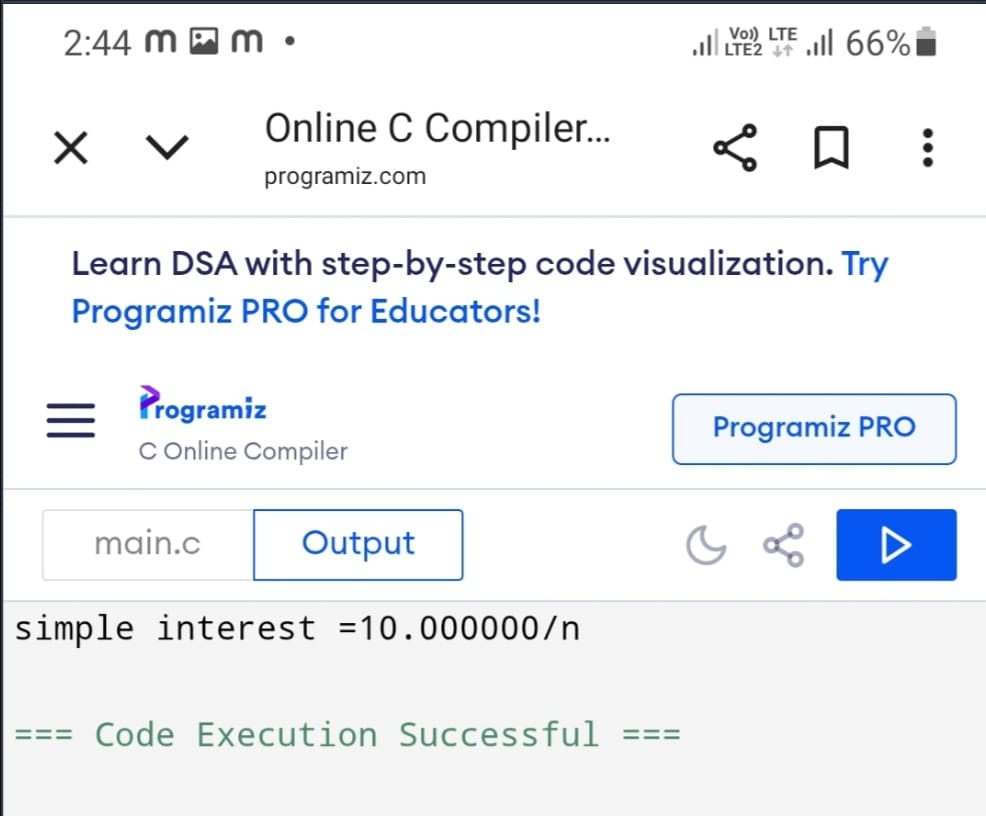 2:44 m m •
Vo)) LTE
LTE2 66%
Online C Compiler...
programiz.com
Learn DSA with step-by-step code visualization. Try
Programiz PRO for Educators!
Programiz
C Online Compiler
Programiz PRO
main.c
Output
simple interest =10.000000/n
=== Code Execution Successful ===